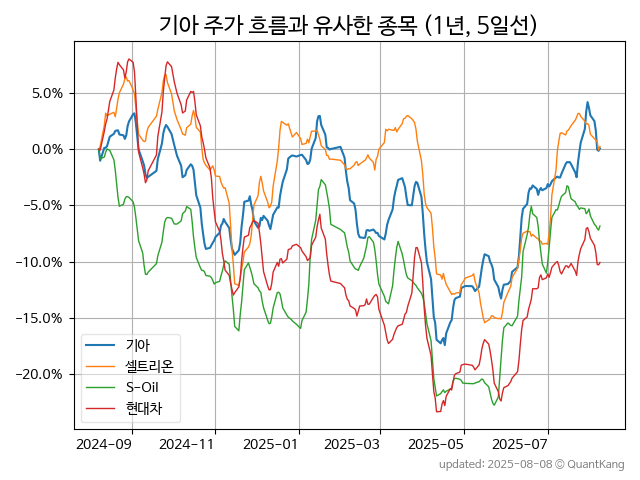 기아 주가 흐름과 유사한 종목 (1년, 5일선)
5.0%
0.0%
−5.0%
−10.0%
−15.0%
−20.0%
기아
셀트리온
S-Oil
현대차
2024-09
2024-11
2025-01
2025-03
2025-05
2025-07
updated: 2025-08-08 © QuantKang